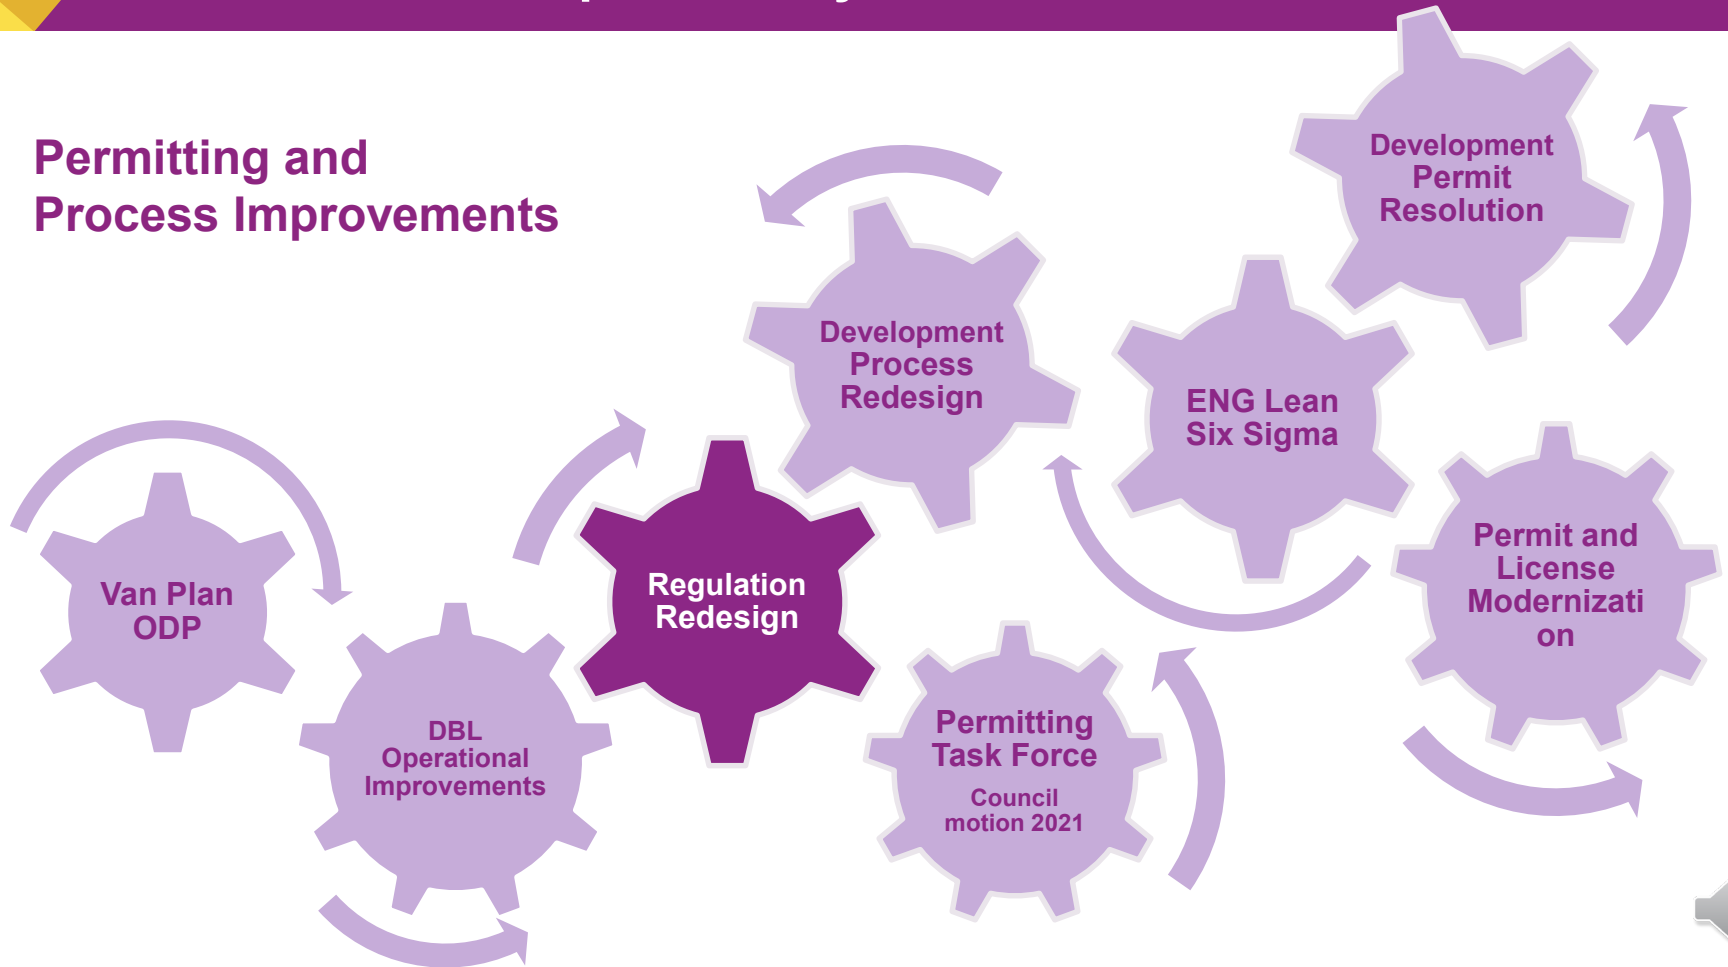 Permitting and
Process Improvements
Development
Permit
Resolution
Development
Process
Redesign
ENG Lean
Six Sigma
Permit and
License
Modernizati
on
Regulation
Redesign
Van Plan
ODP
DBL
Operational
Improvements
Permitting
Task Force
Council
motion 2021